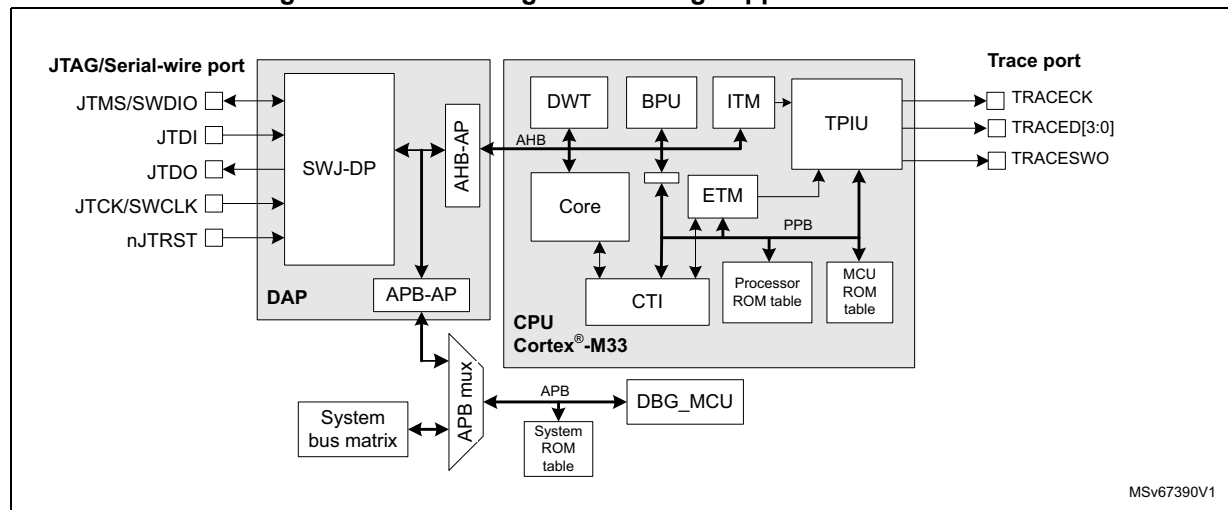 JTAG/Serial-wire port
JTMS/SWDIO
JTDI
JTDO
JTCK/SWCLK
nJTRST
SWJ-DP
AHB-AP
APB-AP
DAP
AHB
DWT
BPU
ITM
TPIU
Core
ETM
PPB
CTI
Processor
ROM table
MCU
ROM
table
CPU
Cortex®-M33
Trace port
TRACECK
TRACED[3:0]
TRACESWO
System
bus matrix
APB mux
APB
System
ROM
table
DBG_MCU
MSv67390V1